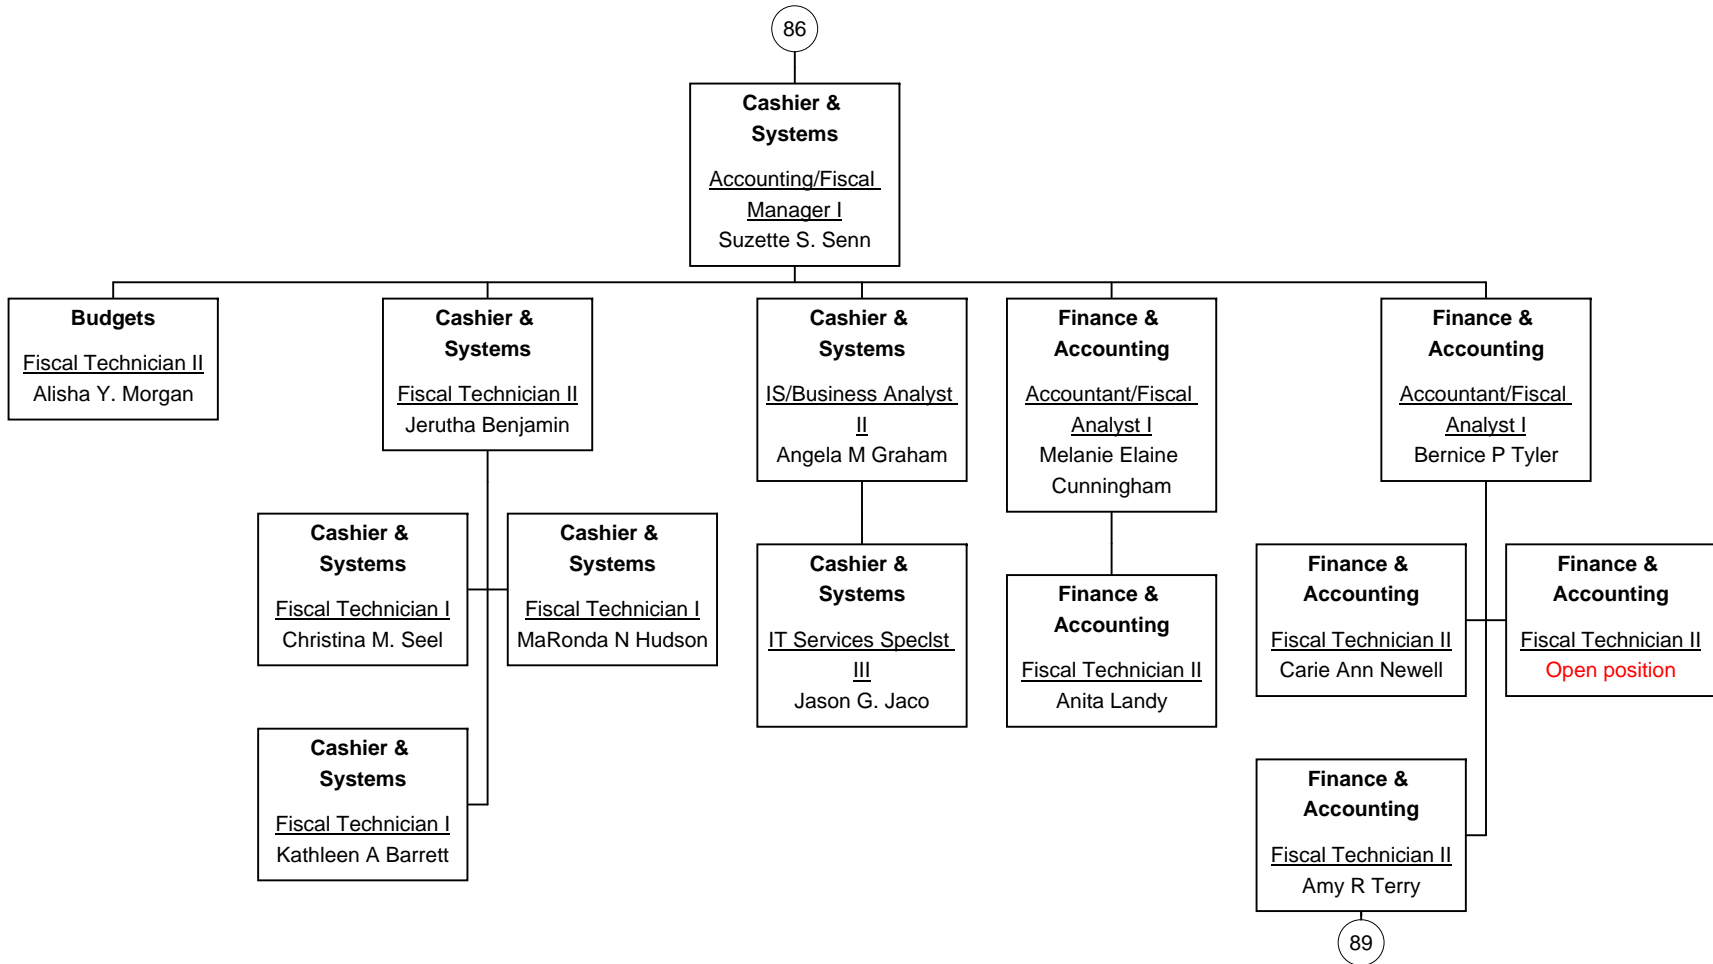 86
Cashier &
Systems
Accounting/Fiscal
Manager I
Suzette S. Senn
Budgets
Fiscal Technician II
Alisha Y. Morgan
Cashier &
Systems
Fiscal Technician II
Jerutha Benjamin
Cashier &
Systems
IS/Business Analyst
II
Angela M Graham
Finance &
Accounting
Accountant/Fiscal
Analyst I
Melanie Elaine
Cunningham
Finance &
Accounting
Accountant/Fiscal
Analyst I
Bernice P Tyler
Cashier &
Systems
Fiscal Technician I
Christina M. Seel
Cashier &
Systems
Fiscal Technician I
MaRonda N Hudson
Cashier &
Systems
IT Services Speclst
III
Jason G. Jaco
Finance &
Accounting
Fiscal Technician II
Anita Landy
Finance &
Accounting
Fiscal Technician II
Carie Ann Newell
Finance &
Accounting
Fiscal Technician II
Open position
Cashier &
Systems
Fiscal Technician I
Kathleen A Barrett
Finance &
Accounting
Fiscal Technician II
Amy R Terry
89